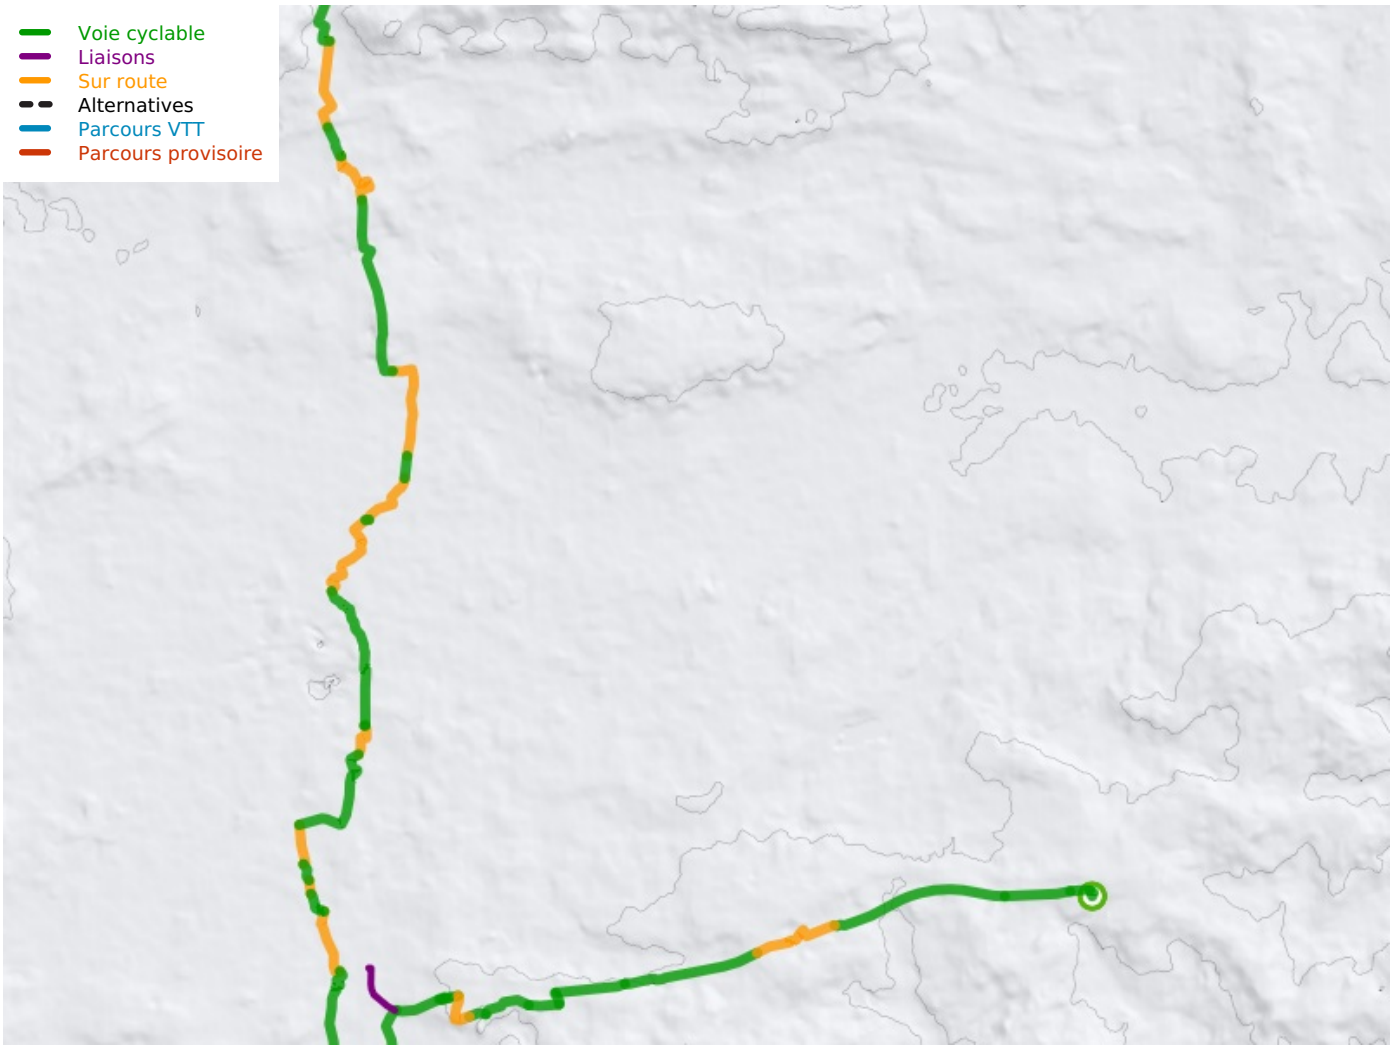 Voie cyclable
Liaisons
Sur route
Alternatives
Parcours VTT
Parcours provisoire